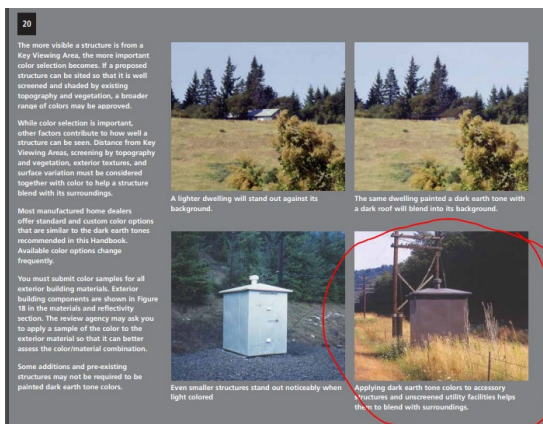 20
The more visible a structure is from a
Key Viewing Area, the more important
color selection becomes. If a proposed
structure can be sited so that it is well
screened and shaded by existing
topography and vegetation, a broader
range of colors may be approved.
While color selection is important,
other factors contribute to how well a
structure can be seen. Distance from Key
Viewing Areas, screening by topography
and vegetation, exterior textures, and
surface variation must be considered
together with color to help a structure
blend with its surroundings.
Most manufactured home dealers
offer standard and custom color options
that are similar to the dark earth tones
recommended in this Handbook.
Available color options change
frequently.
You must submit color samples for all
exterior building materials. Exterior
building components are shown in Figure
18 in the materials and reflectivity
section. The review agency may ask you
to apply a sample of the color to the
exterior material so that it can better
assess the color/material combination.
Some additions and pre-existing
structures may not be required to be
painted dark earth tone colors.
A lighter dwelling will stand out against its
background.
The same dwelling painted a dark earth tone with
a dark roof will blend into its background.
Even smaller structures stand out noticeably when
light colored
Applying dark earth tone colors to accessory
structures and unscreened utility facilities helps
them to blend with surroundings.